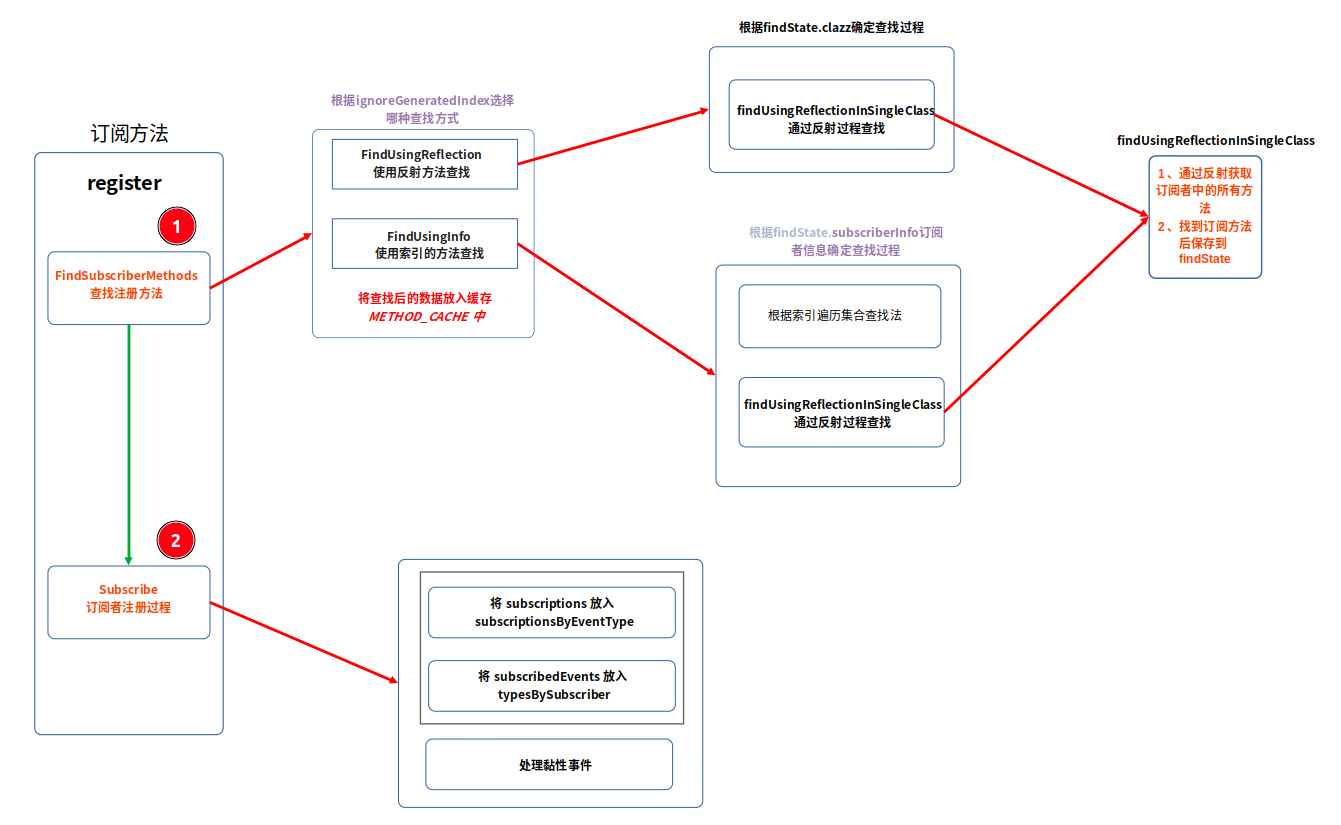 订阅方法
register
1
FindSubscriberMethods
查找注册方法
2
Subscribe
订阅者注册过程
根据ignoreGeneratedIndex选择
哪种查找方式
FindUsingReflection
使用反射方法查找
FindUsingInfo
使用索引的方法查找
将查找后的数据放入缓存
METHOD_CACHE 中
根据findState.clazz确定查找过程
findUsingReflectionInSingleClass
通过反射过程查找
根据findState.subscriberInfo订阅
者信息确定查找过程
根据索引遍历集合查找法
findUsingReflectionInSingleClass
通过反射过程查找
findUsingReflectionInSingleClass
1、通过反射获取
订阅者中的所有方
法
2、找到订阅方法
后保存到
findState
将 subscriptions 放入
subscriptionsByEventType
将 subscribedEvents 放入
typesBySubscriber
处理黏性事件